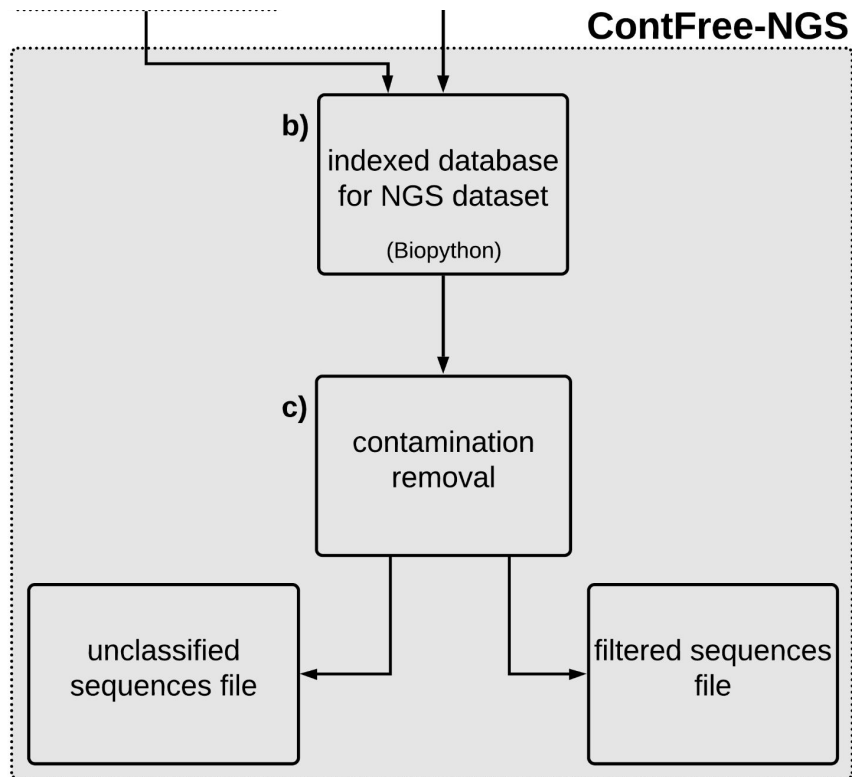 ContFree-NGS
b)
indexed database
for NGS dataset
(Biopython)
c)
contamination
removal
unclassified
sequences file
filtered sequences
file